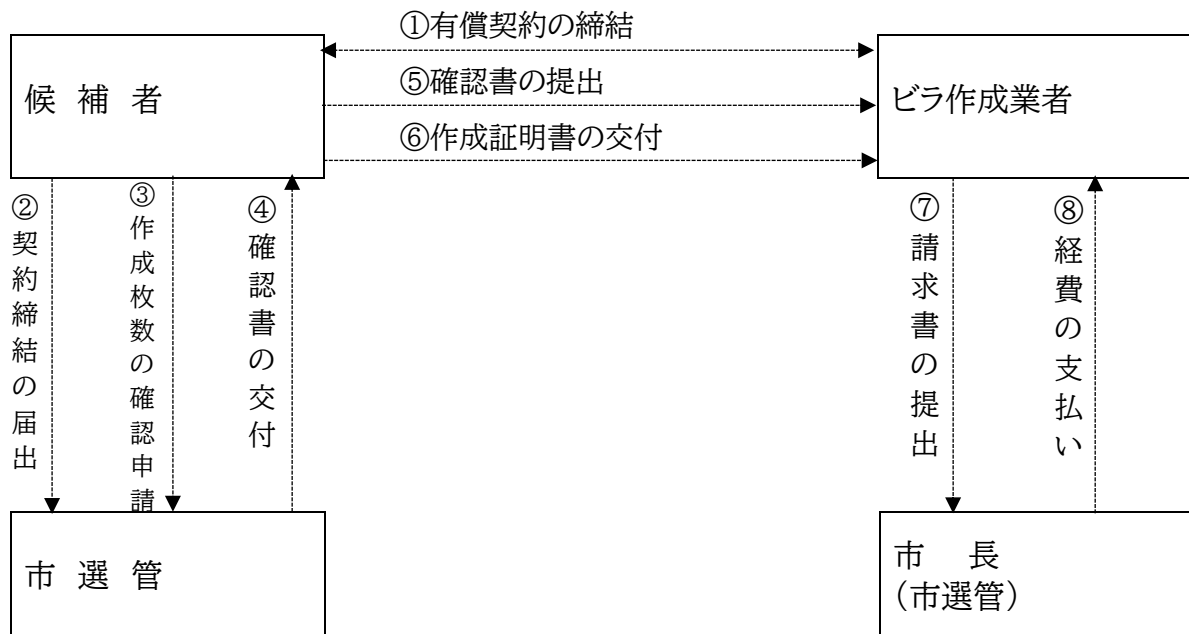 ①有償契約の締結
候補者
⑤確認書の提出
ビラ作成業者
⑥作成証明書の交付
②契約締結の届出
③作成枚数の確認申請
④確認書の交付
⑦請求書の提出
⑧経費の支払い
市選管
市　長
（市選管）